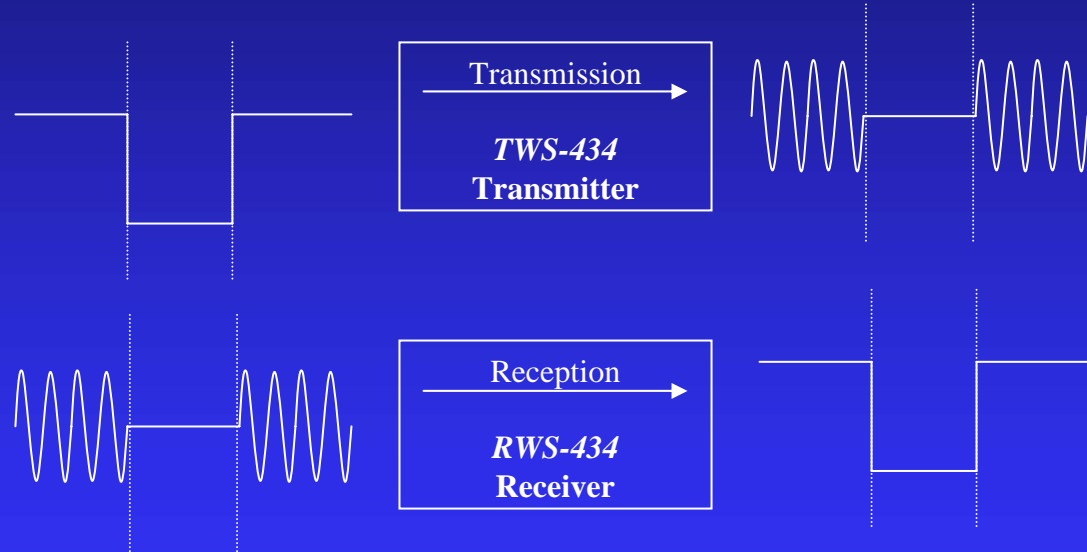 Transmission
TWS-434
Transmitter
Reception
RWS-434
Receiver